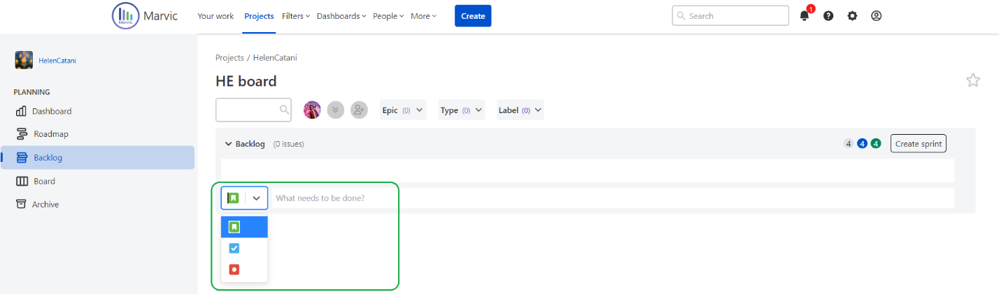 Marvic
Marvic
Your work Projects Filters Dashboards People More Create
Search
1
HelenCatani
PLANNING
Dashboard
Roadmap
Backlog
Board
Archive
Projects / HelenCatani
HE board
Epic (0) Type (0) Label (0)
Backlog (0 issues) 4 4 4 Create sprint
What needs to be done?